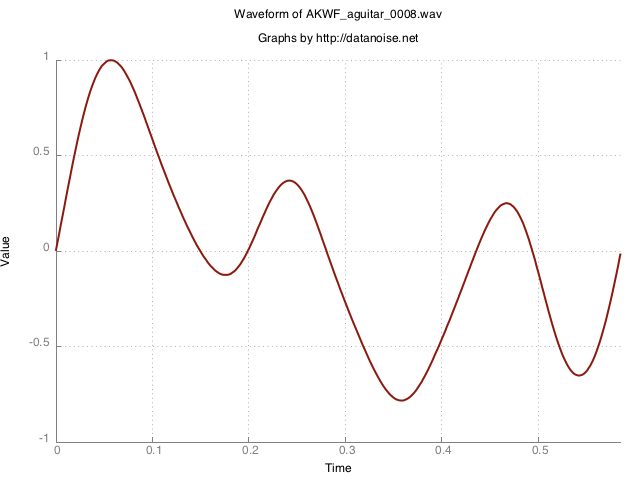 Waveform of AKWF_aguitar_0008.wav
Graphs by http://datanoise.net
1
0.5
0
-0.5
-1
Value
0 0.1 0.2 0.3 0.4 0.5
Time